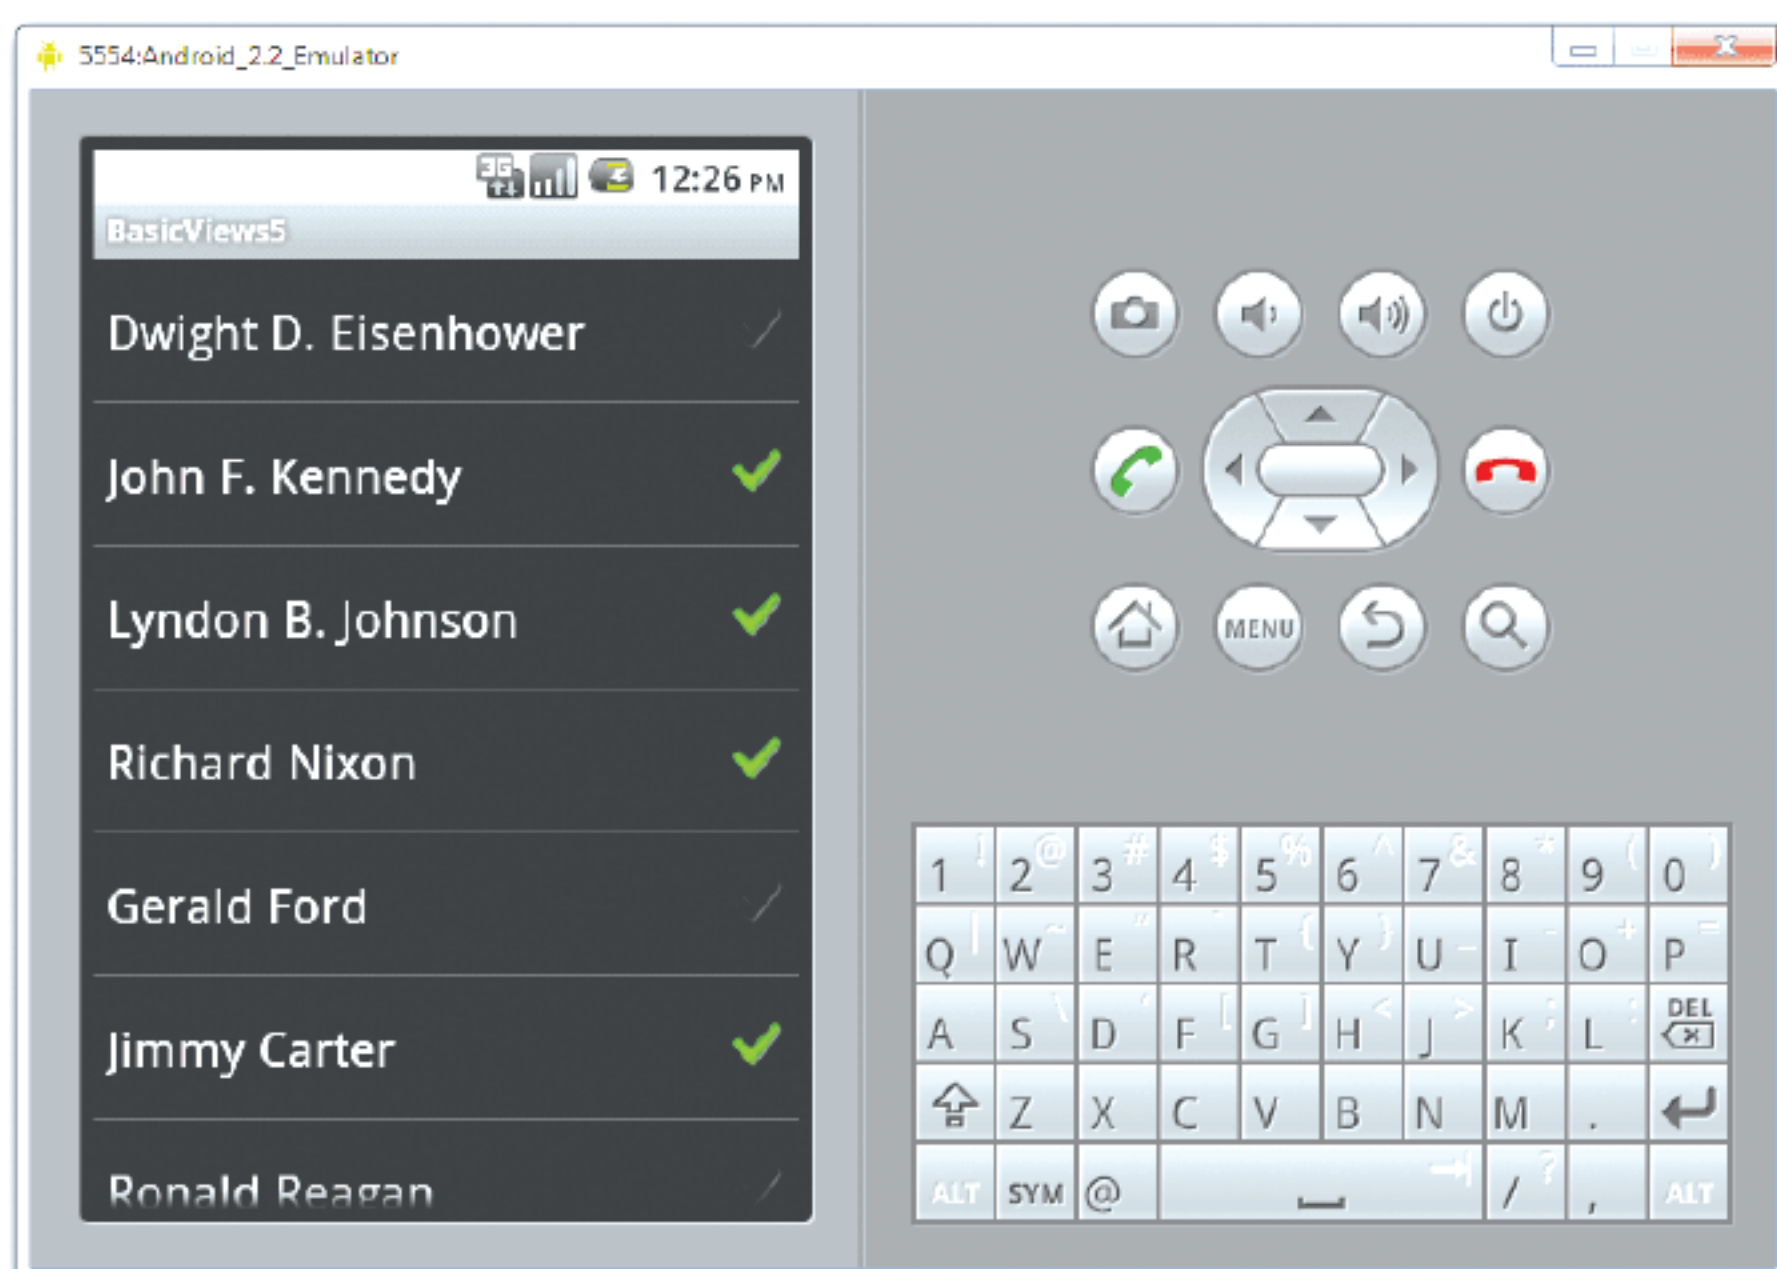 5554:Android_2.2_Emulator
3G 12:26 PM
BasicViews5
Dwight D. Eisenhower
John F. Kennedy
Lyndon B. Johnson
Richard Nixon
Gerald Ford
Jimmy Carter
Ronald Reagan
MENU
1 ! 2 @ 3 # 4 $ 5 % 6 ^ 7 & 8 * 9 ( 0 )
Q | W ~ E " R ` T { Y } U _ I - O + P =
A S \ D ' F [ G ] H < J > K ; L : DEL
Z X C V B N M .
ALT SYM @ / ? , ALT